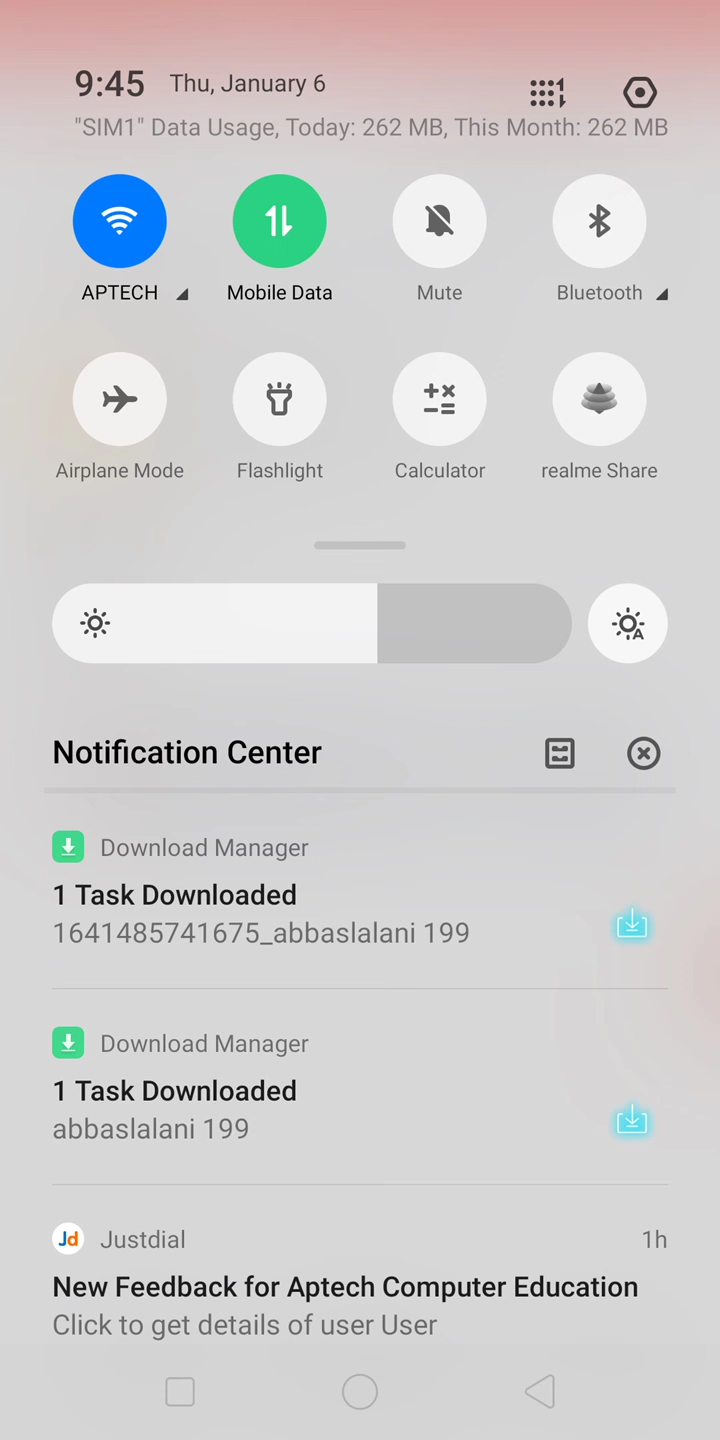 9:45 Thu, January 6
"SIM1" Data Usage, Today: 262 MB, This Month: 262 MB
APTECH Mobile Data Mute Bluetooth
Airplane Mode Flashlight Calculator realme Share
A
Notification Center
Download Manager
1 Task Downloaded
1641485741675_abbaslalani 199
Download Manager
1 Task Downloaded
abbaslalani 199
Jd Justdial 1h
New Feedback for Aptech Computer Education
Click to get details of user User